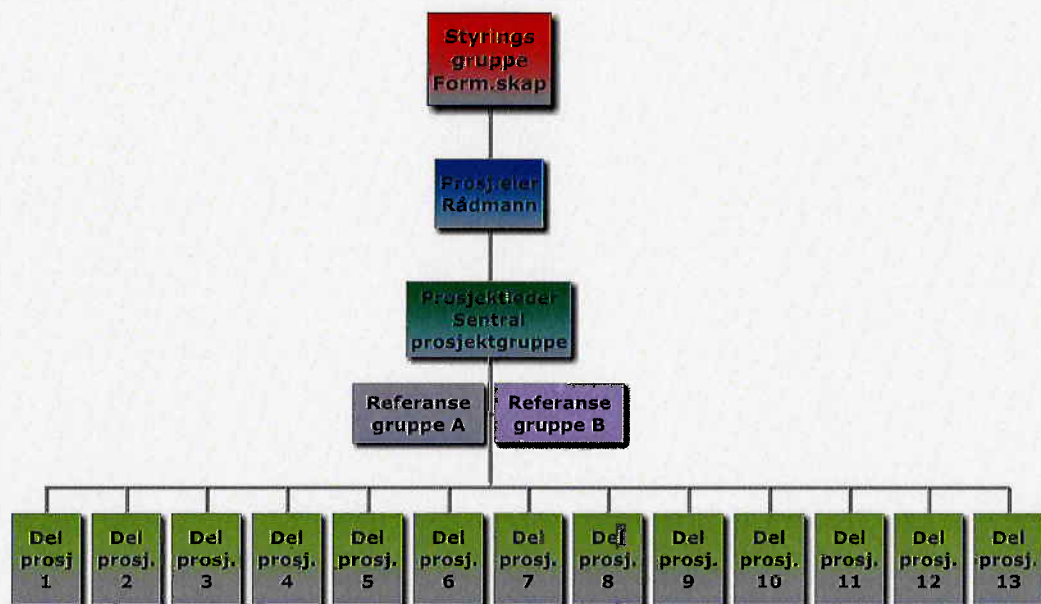 Styrings
gruppe
Form.skap
Prosj.eier
Rådmann
Prosjektleder
Sentral
prosjektgruppe
Referanse
gruppe A
Referanse
gruppe B
Del
prosj
1
Del
prosj.
2
Del
prosj.
3
Del
prosj.
4
Del
prosj.
5
Del
prosj.
6
Del
prosj.
7
Del
prosj.
8
Del
prosj.
9
Del
prosj.
10
Del
prosj.
11
Del
prosj.
12
Del
prosj.
13